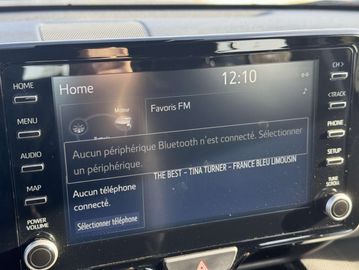 HOME
MENU
AUDIO
MAP
POWER
VOLUME
Home
12:10
Moteur
Favoris FM
Aucun périphérique Bluetooth n'est connecté. Sélectionner
un périphérique.
THE BEST – TINA TURNER – FRANCE BLEU LIMOUSIN
Aucun téléphone
connecté.
Sélectionner téléphone
CH>
<TRACK
PHONE
SETUP
TUNE
SCROLL